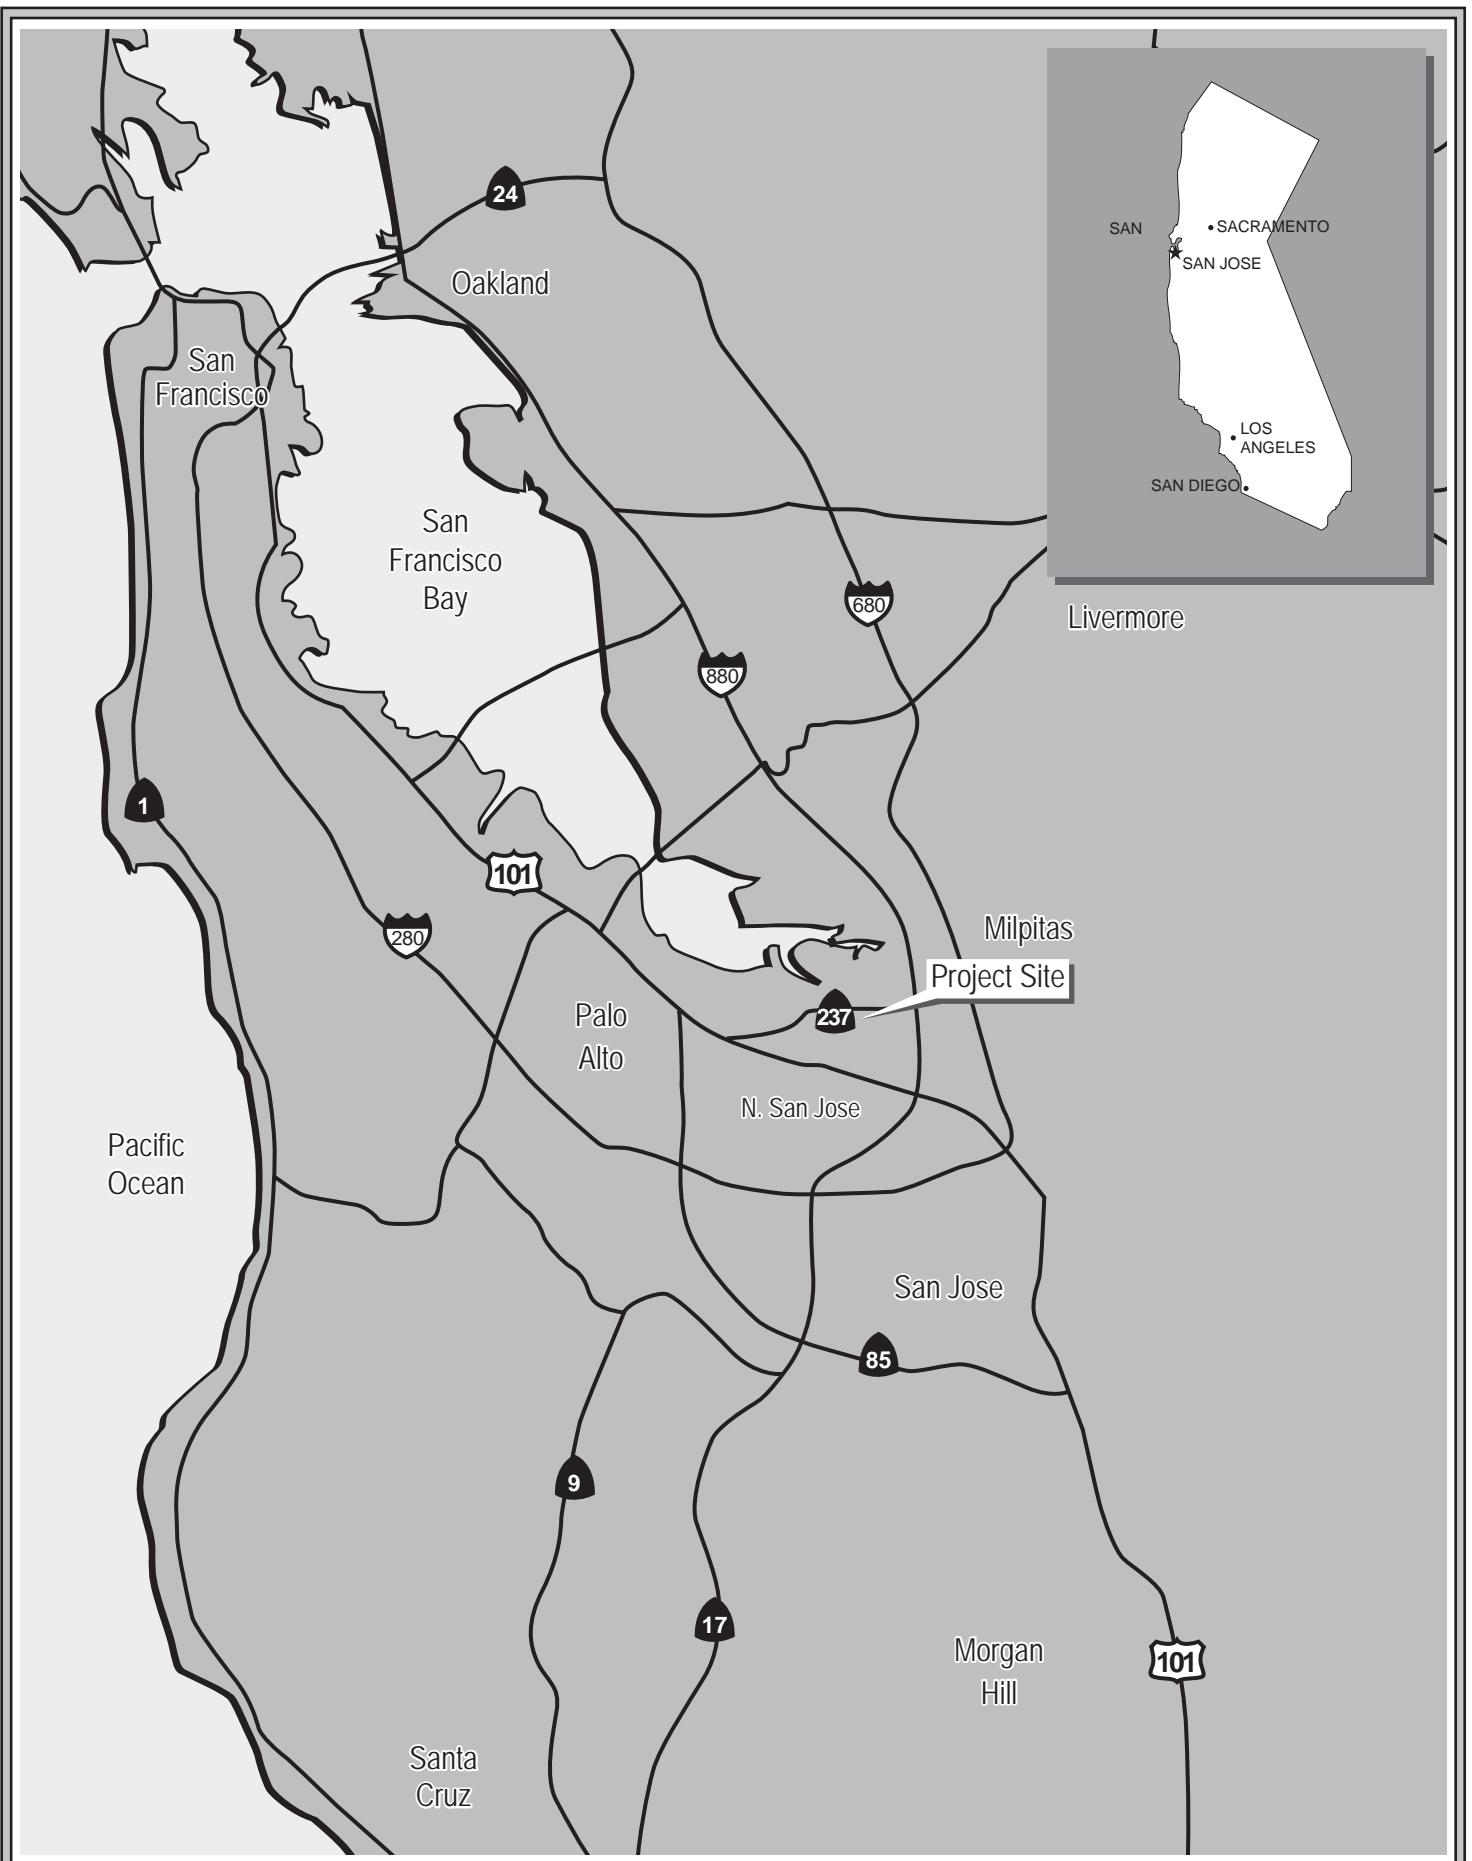 24
SAN
SACRAMENTO
SAN JOSE
Oakland
San
Francisco
LOS
ANGELES
SAN DIEGO
San
Francisco
Bay
680
Livermore
880
1
101
280
Milpitas
Project Site
237
Palo
Alto
N. San Jose
Pacific
Ocean
San Jose
85
9
17
Morgan
Hill
101
Santa
Cruz